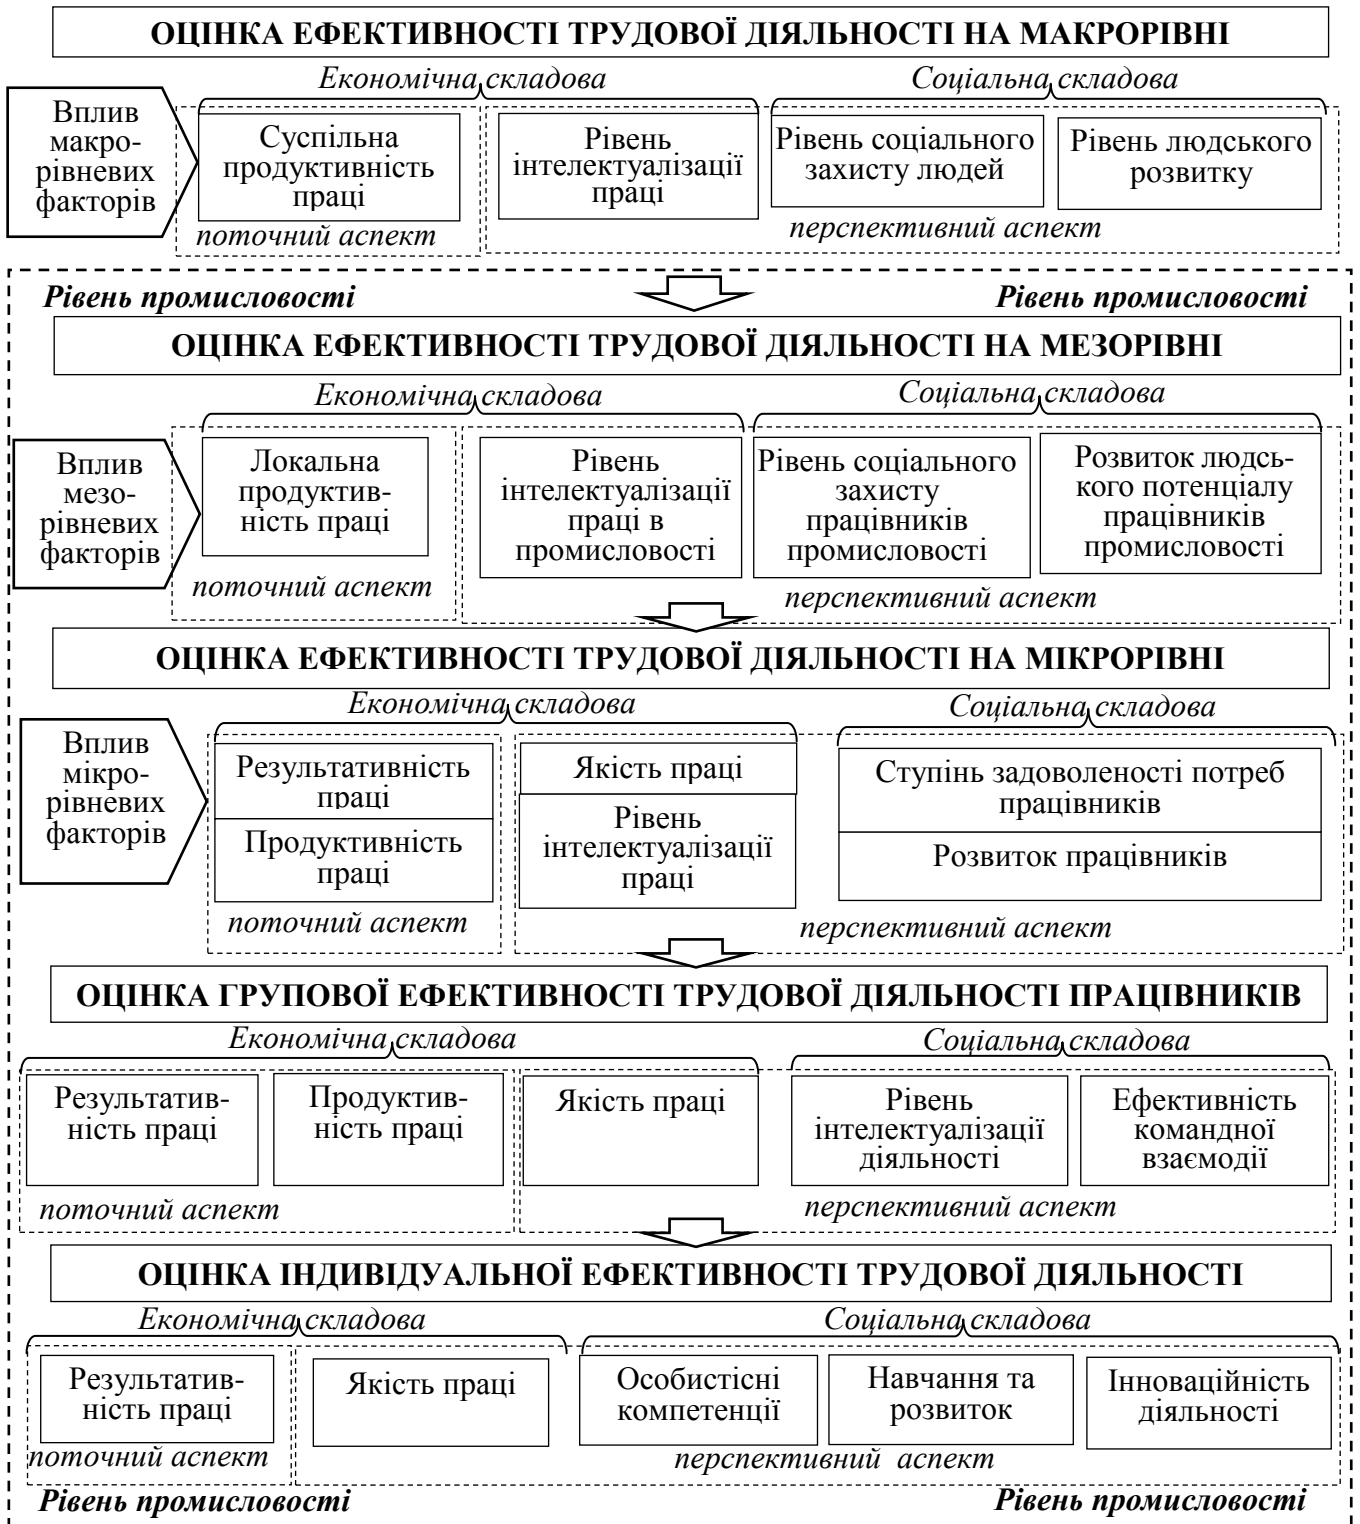 ОЦІНКА ЕФЕКТИВНОСТІ ТРУДОВОЇ ДІЯЛЬНОСТІ НА МАКРОРІВНІ
Економічна складова
Соціальна складова
Вплив
макро-
рівневих
факторів
Суспільна
продуктивність
праці
Рівень
інтелектуалізації
праці
Рівень соціального
захисту людей
Рівень людського
розвитку
поточний аспект
перспективний аспект
Рівень промисловості
Рівень промисловості
ОЦІНКА ЕФЕКТИВНОСТІ ТРУДОВОЇ ДІЯЛЬНОСТІ НА МЕЗОРІВНІ
Економічна складова
Соціальна складова
Вплив
мезо-
рівневих
факторів
Локальна
продуктив-
ність праці
Рівень
інтелектуалізації
праці в
промисловості
Рівень соціального
захисту
працівників
промисловості
Розвиток людсь-
кого потенціалу
працівників
промисловості
поточний аспект
перспективний аспект
ОЦІНКА ЕФЕКТИВНОСТІ ТРУДОВОЇ ДІЯЛЬНОСТІ НА МІКРОРІВНІ
Економічна складова
Соціальна складова
Вплив
мікро-
рівневих
факторів
Результативність
праці
Продуктивність
праці
Якість праці
Рівень
інтелектуалізації
праці
Ступінь задоволеності потреб
працівників
Розвиток працівників
поточний аспект
перспективний аспект
ОЦІНКА ГРУПОВОЇ ЕФЕКТИВНОСТІ ТРУДОВОЇ ДІЯЛЬНОСТІ ПРАЦІВНИКІВ
Економічна складова
Соціальна складова
Результатив-
ність праці
Продуктив-
ність праці
Якість праці
Рівень
інтелектуалізації
діяльності
Ефективність
командної
взаємодії
поточний аспект
перспективний аспект
ОЦІНКА ІНДИВІДУАЛЬНОЇ ЕФЕКТИВНОСТІ ТРУДОВОЇ ДІЯЛЬНОСТІ
Економічна складова
Соціальна складова
Результатив-
ність праці
Якість праці
Особистісні
компетенції
Навчання та
розвиток
Інноваційність
діяльності
поточний аспект
перспективний аспект
Рівень промисловості
Рівень промисловості